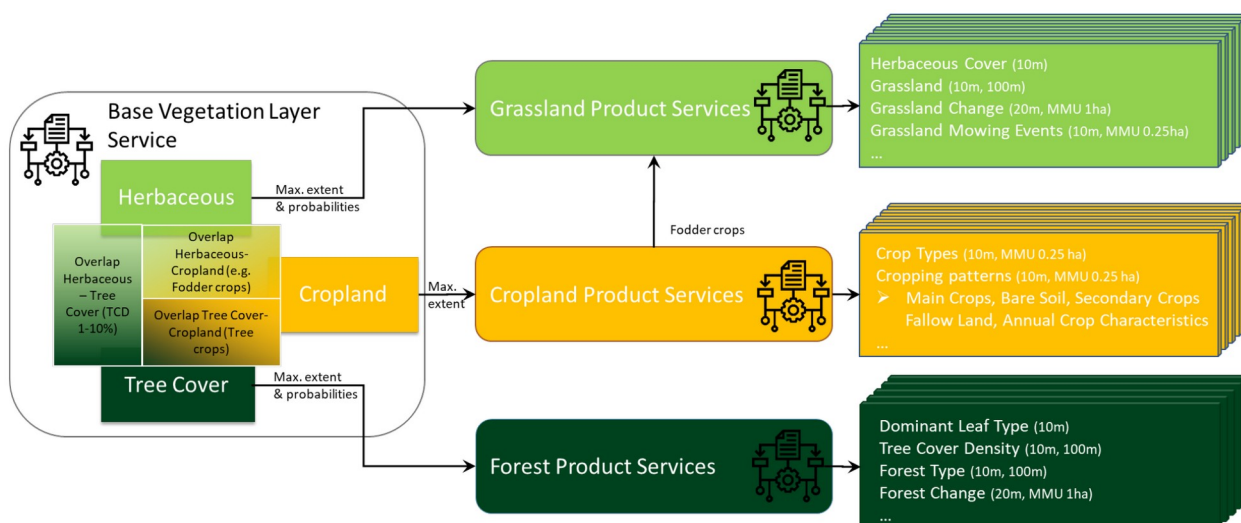 Base Vegetation Layer
Service
Herbaceous
Overlap
Herbaceous
– Tree
Cover (TCD
1-10%)
Overlap
Herbaceous-
Cropland (e.g.
Fodder crops)
Overlap Tree Cover-
Cropland (Tree
crops)
Cropland
Tree Cover
Max. extent
& probabilities
Max.
extent
Max. extent
& probabilities
Grassland Product Services
Fodder crops
Cropland Product Services
Forest Product Services
Herbaceous Cover (10m)
Grassland (10m, 100m)
Grassland Change (20m, MMU 1ha)
Grassland Mowing Events (10m, MMU 0.25ha)
...
Crop Types (10m, MMU 0.25 ha)
Cropping patterns (10m, MMU 0.25 ha)
➢ Main Crops, Bare Soil, Secondary Crops
Fallow Land, Annual Crop Characteristics
...
Dominant Leaf Type (10m)
Tree Cover Density (10m, 100m)
Forest Type (10m, 100m)
Forest Change (20m, MMU 1ha)
...